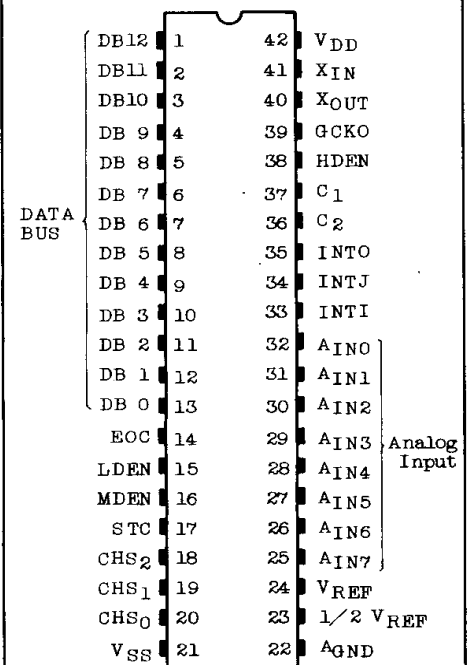 DB12 1 42 VDD
DB11 2 41 XIN
DB10 3 40 XOUT
DB 9 4 39 GCKO
DB 8 5 38 HDEN
DB 7 6 37 C1
DATA BUS
DB 6 7 36 C2
DB 5 8 35 INTO
DB 4 9 34 INTJ
DB 3 10 33 INTI
DB 2 11 32 AIN0
DB 1 12 31 AIN1
DB 0 13 30 AIN2
EOC 14 29 AIN3
Analog Input
LDEN 15 28 AIN4
MDEN 16 27 AIN5
STC 17 26 AIN6
CHS2 18 25 AIN7
CHS1 19 24 VREF
CHS0 20 23 1/2 VREF
VSS 21 22 AGND